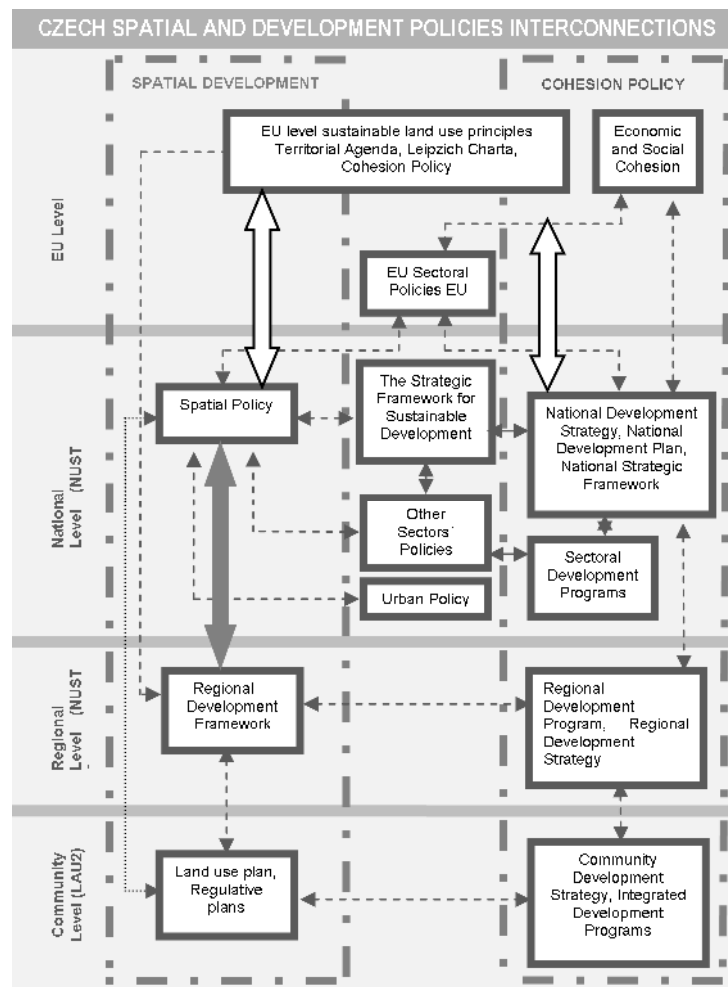 CZECH SPATIAL AND DEVELOPMENT POLICIES INTERCONNECTIONS
SPATIAL DEVELOPMENT
COHESION POLICY
EU level sustainable land use principles
Territorial Agenda, Leipzich Charta,
Cohesion Policy
Economic
and Social
Cohesion
EU Level
EU Sectoral
Policies EU
Spatial Policy
The Strategic
Framework for
Sustainable
Development
National Development
Strategy, National
Development Plan,
National Strategic
Framework
National
Level (NUST
Other
Sectors´
Policies
Sectoral
Development
Programs
Urban Policy
Regional
Level (NUST
Regional
Development
Framework
Regional
Development
Program, Regional
Development
Strategy
Community
Level (LAU2)
Land use plan,
Regulative
plans
Community
Development
Strategy, Integrated
Development
Programs